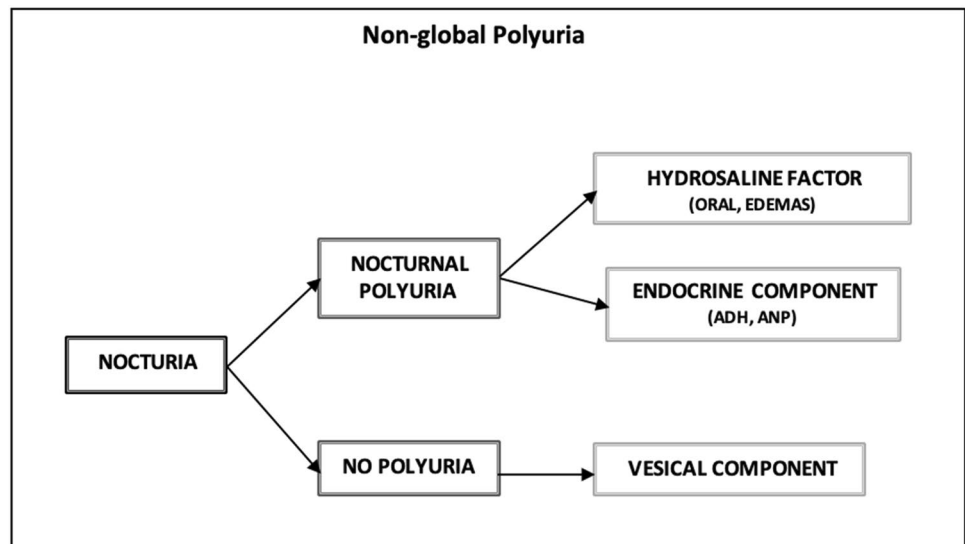 Non-global Polyuria
HYDROSALINE FACTOR
(ORAL, EDEMAS)
NOCTURNAL
POLYURIA
ENDOCRINE COMPONENT
(ADH, ANP)
NOCTURIA
NO POLYURIA
VESICAL COMPONENT